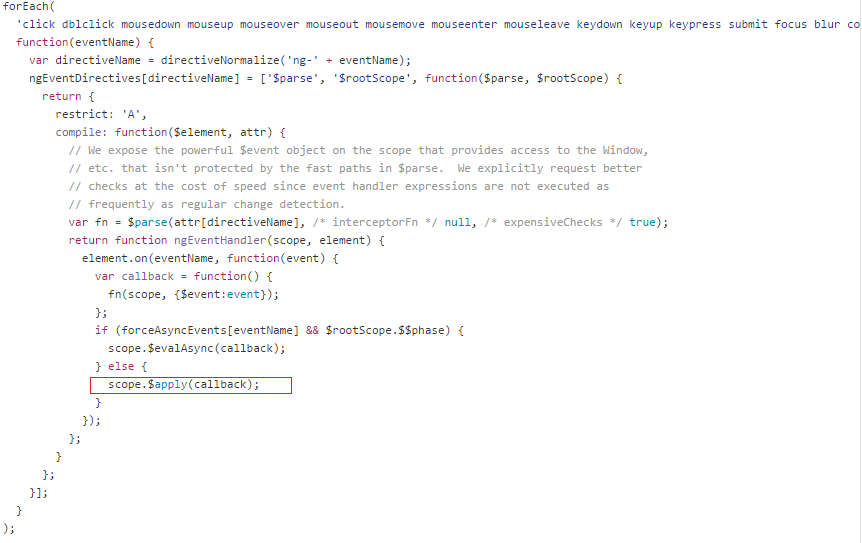 forEach(
  'click dblclick mousedown mouseup mouseover mouseout mousemove mouseenter mouseleave keydown keyup keypress submit focus blur co
  function(eventName) {
    var directiveName = directiveNormalize('ng-' + eventName);
    ngEventDirectives[directiveName] = ['$parse', '$rootScope', function($parse, $rootScope) {
      return {
        restrict: 'A',
        compile: function($element, attr) {
          // We expose the powerful $event object on the scope that provides access to the Window,
          // etc. that isn't protected by the fast paths in $parse.  We explicitly request better
          // checks at the cost of speed since event handler expressions are not executed as
          // frequently as regular change detection.
          var fn = $parse(attr[directiveName], /* interceptorFn */ null, /* expensiveChecks */ true);
          return function ngEventHandler(scope, element) {
            element.on(eventName, function(event) {
              var callback = function() {
                fn(scope, {$event:event});
              };
              if (forceAsyncEvents[eventName] && $rootScope.$$phase) {
                scope.$evalAsync(callback);
              } else {
                scope.$apply(callback);
              }
            });
          };
        }
      };
    }];
  }
);